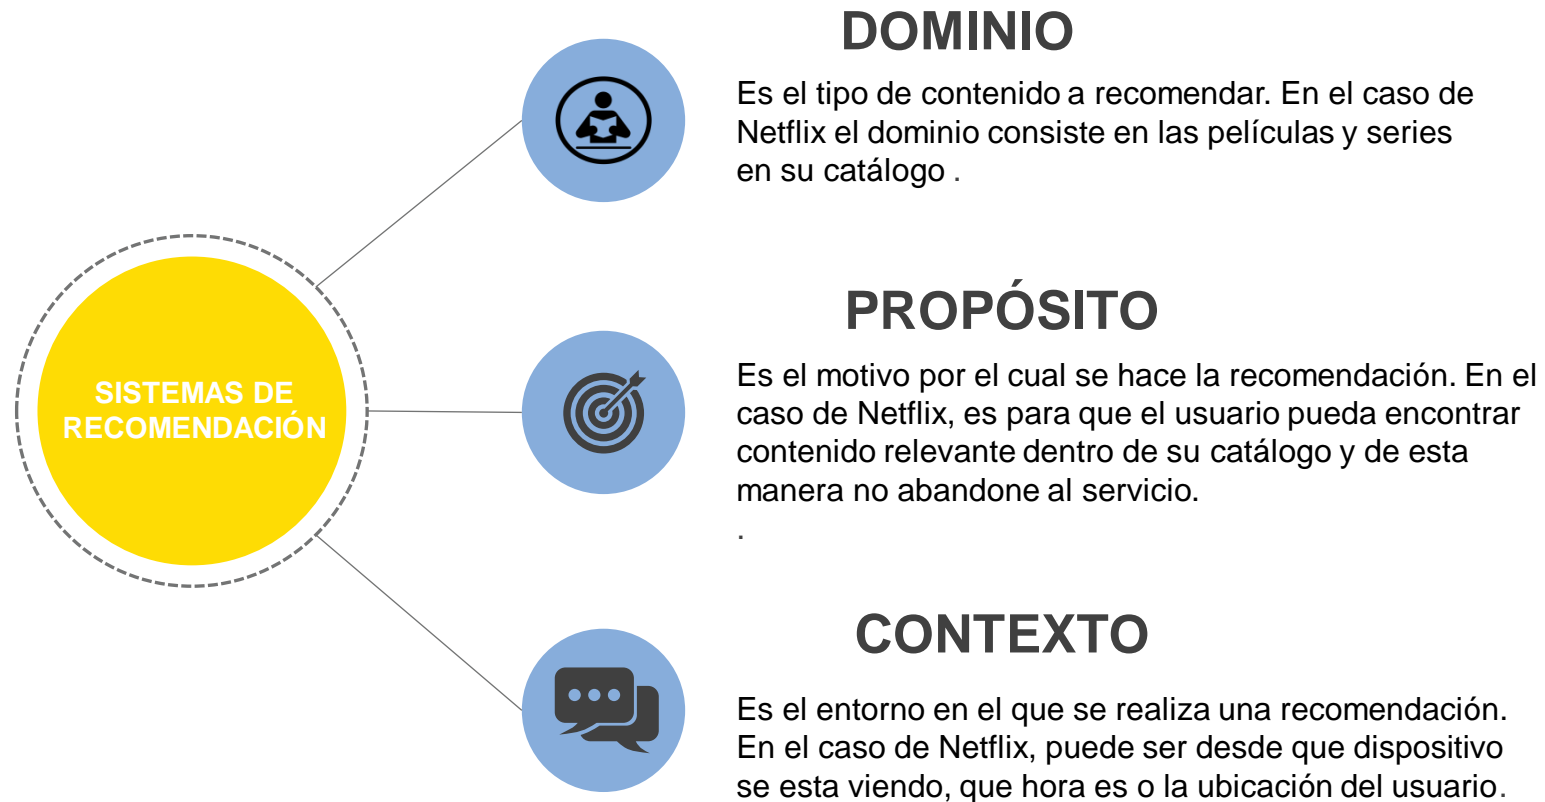 DOMINIO
Es el tipo de contenido a recomendar. En el caso de
Netflix el dominio consiste en las películas y series
en su catálogo .
SISTEMAS DE
RECOMENDACIÓN
PROPÓSITO
Es el motivo por el cual se hace la recomendación. En el
caso de Netflix, es para que el usuario pueda encontrar
contenido relevante dentro de su catálogo y de esta
manera no abandone al servicio.
.
CONTEXTO
Es el entorno en el que se realiza una recomendación.
En el caso de Netflix, puede ser desde que dispositivo
se esta viendo, que hora es o la ubicación del usuario.